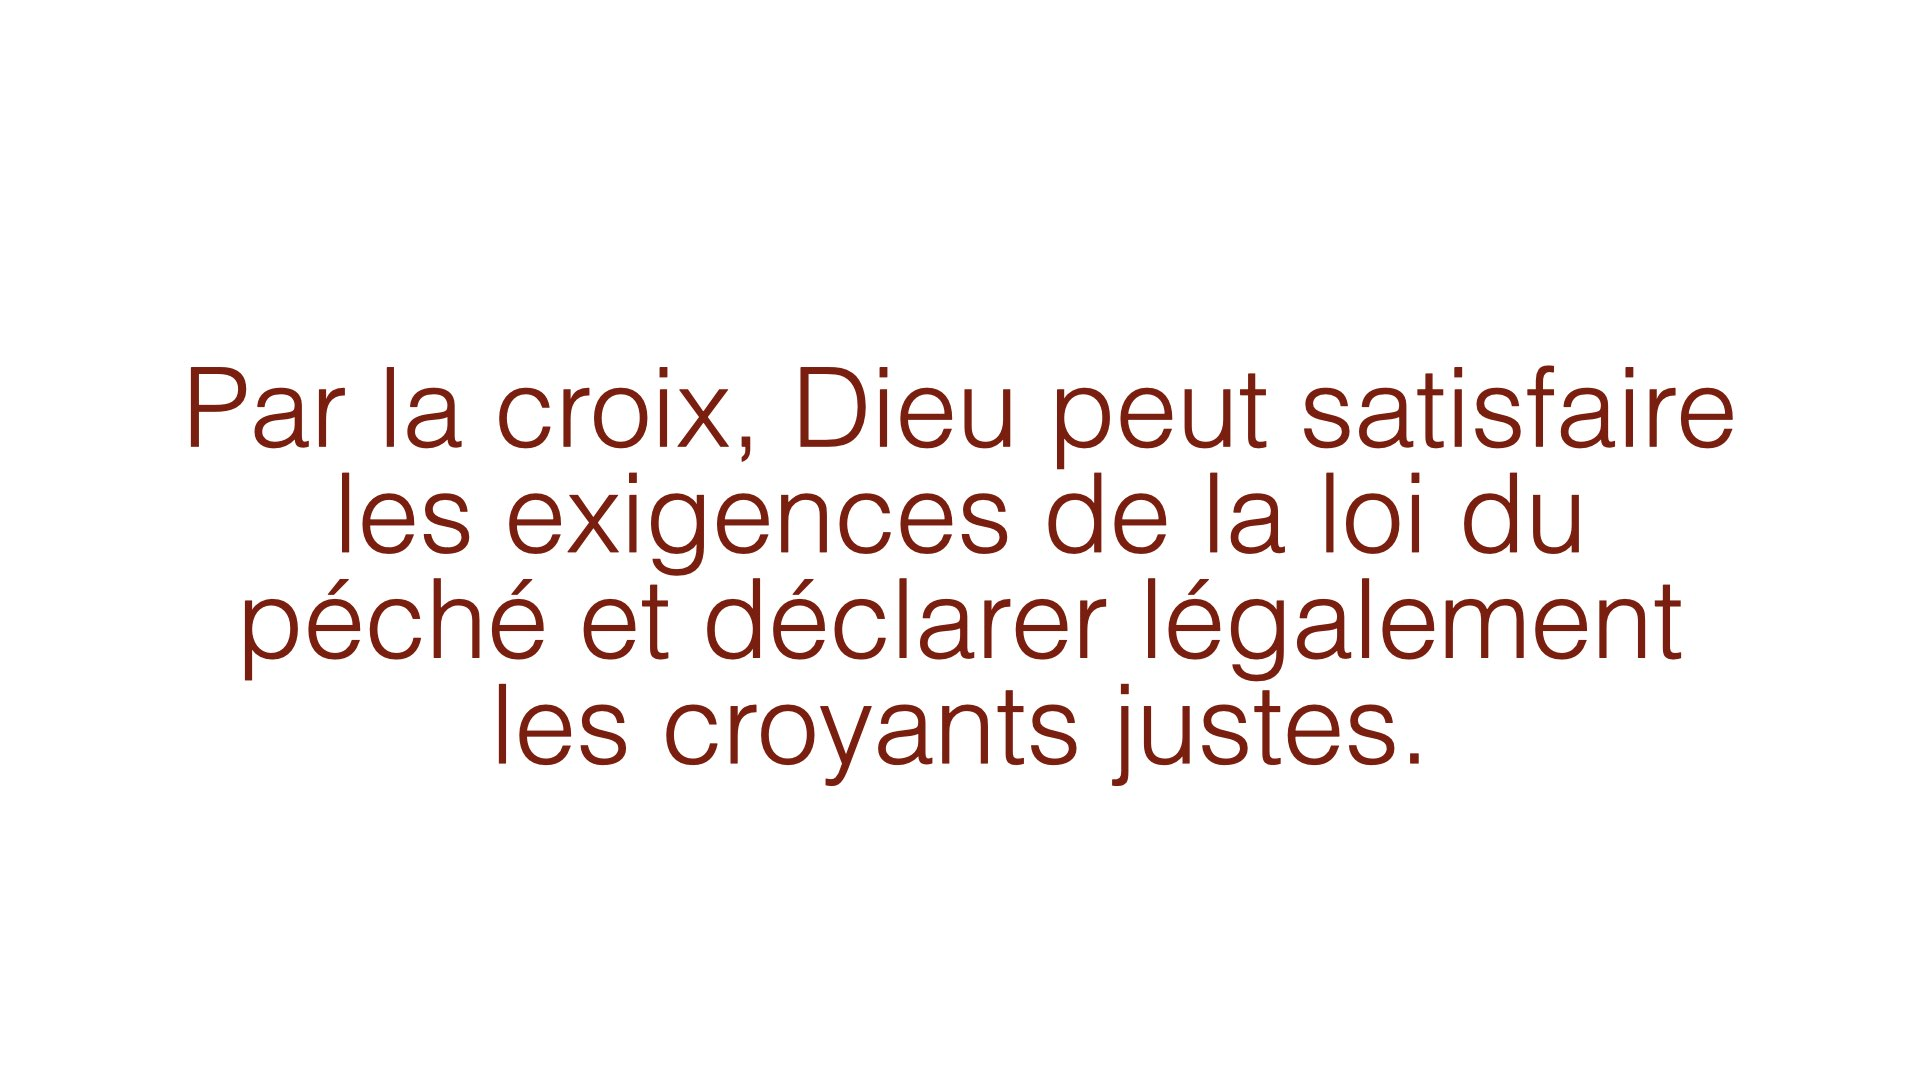 Par la croix, Dieu peut satisfaire
les exigences de la loi du
péché et déclarer légalement
les croyants justes.